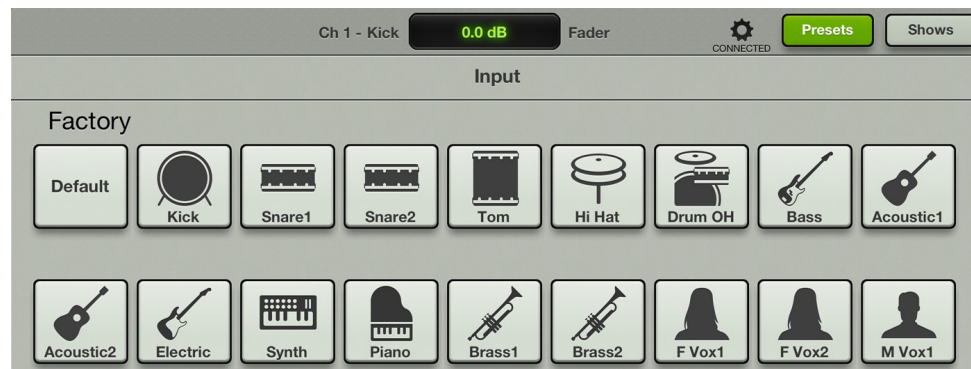 Ch 1 - Kick 0.0 dB Fader CONNECTED Presets Shows
Input
Factory
Default Kick Snare1 Snare2 Tom Hi Hat Drum OH Bass Acoustic1
Acoustic2 Electric Synth Piano Brass1 Brass2 F Vox1 F Vox2 M Vox1